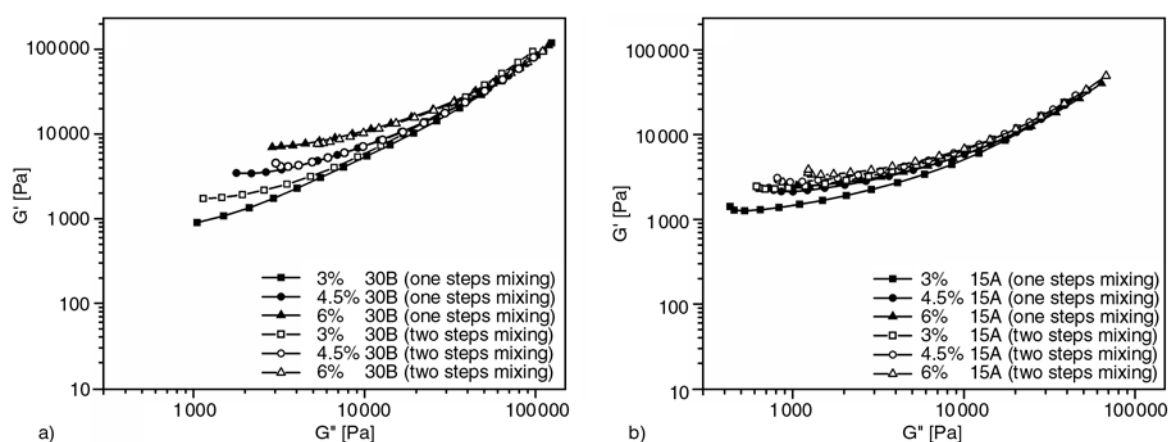 100000
10000
1000
100
10
G' [Pa]
1000
10000
100000
G" [Pa]
3% 30B (one steps mixing)
4.5% 30B (one steps mixing)
6% 30B (one steps mixing)
3% 30B (two steps mixing)
4.5% 30B (two steps mixing)
6% 30B (two steps mixing)
a)
100000
10000
1000
100
10
G' [Pa]
1000
10000
100000
G" [Pa]
3% 15A (one steps mixing)
4.5% 15A (one steps mixing)
6% 15A (one steps mixing)
3% 15A (two steps mixing)
4.5% 15A (two steps mixing)
6% 15A (two steps mixing)
b)